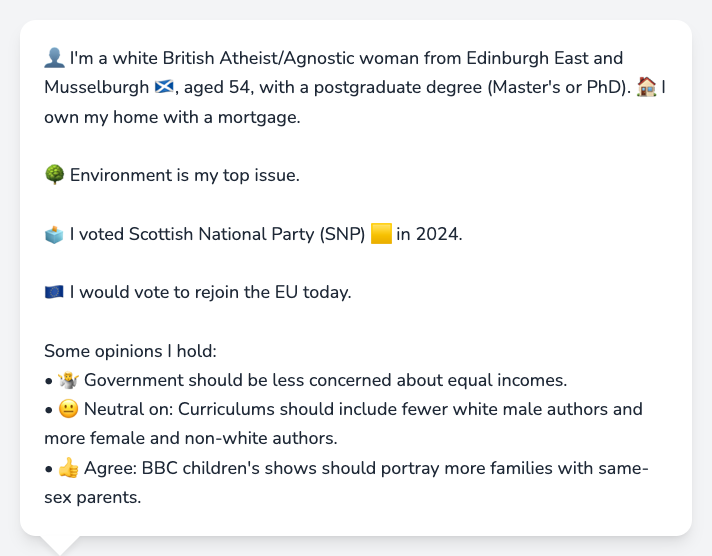 👤 I'm a white British Atheist/Agnostic woman from Edinburgh East and
Musselburgh 🏴󠁧󠁢󠁳󠁣󠁴󠁿, aged 54, with a postgraduate degree (Master's or PhD). 🏠 I
own my home with a mortgage.
🌳 Environment is my top issue.
🗳️ I voted Scottish National Party (SNP) 🟨 in 2024.
🇪🇺 I would vote to rejoin the EU today.
Some opinions I hold:
• 🤷 Government should be less concerned about equal incomes.
• 😐 Neutral on: Curriculums should include fewer white male authors and
more female and non-white authors.
• 👍 Agree: BBC children's shows should portray more families with same-
sex parents.